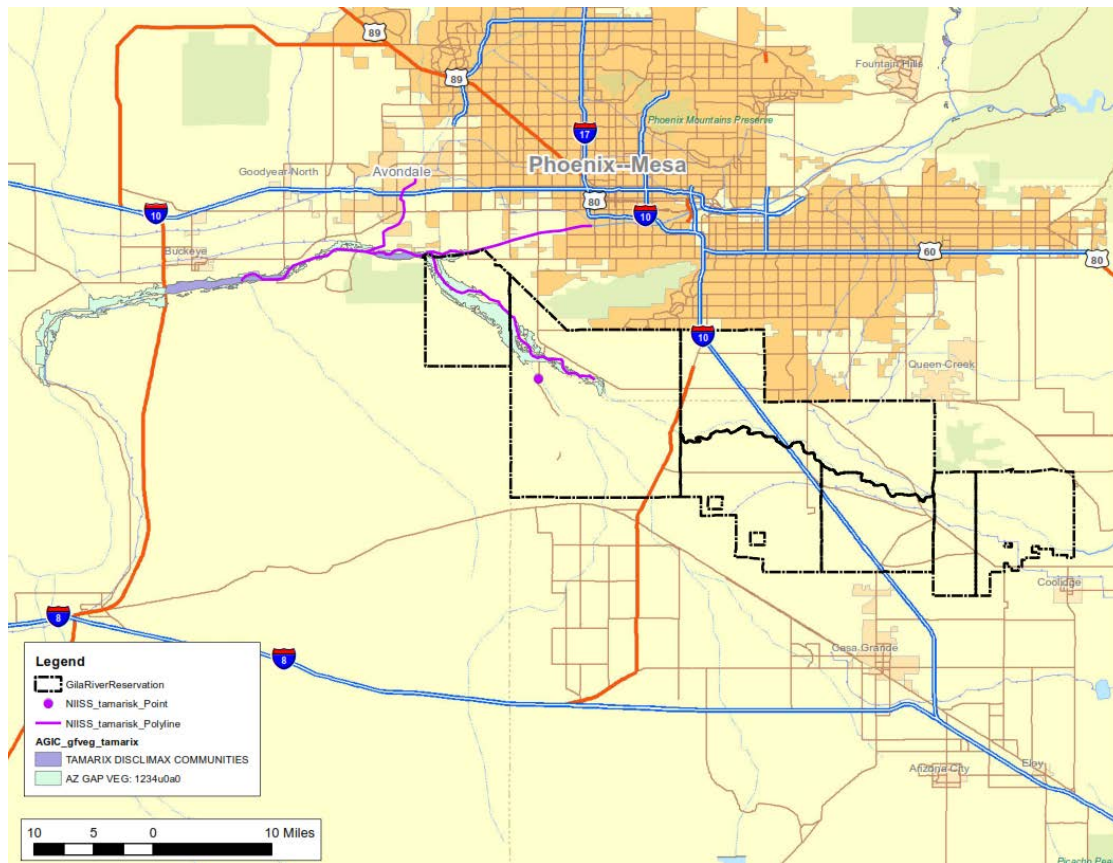 89
Fountain Hills
89
Phoenix Mountains Preserve
17
Phoenix--Mesa
Goodyear North
Avondale
80
10
10
Buckeye
60
80
10
Queen Creek
Coolidge
8
Casa Grande
8
Legend
GilaRiverReservation
NIISS_tamarisk_Point
NIISS_tamarisk_Polyline
AGIC_gfveg_tamarix
TAMARIX DISCLIMAX COMMUNITIES
AZ GAP VEG: 1234u0a0
Arizona City
Eloy
10 5 0 10 Miles
Picacho Pea